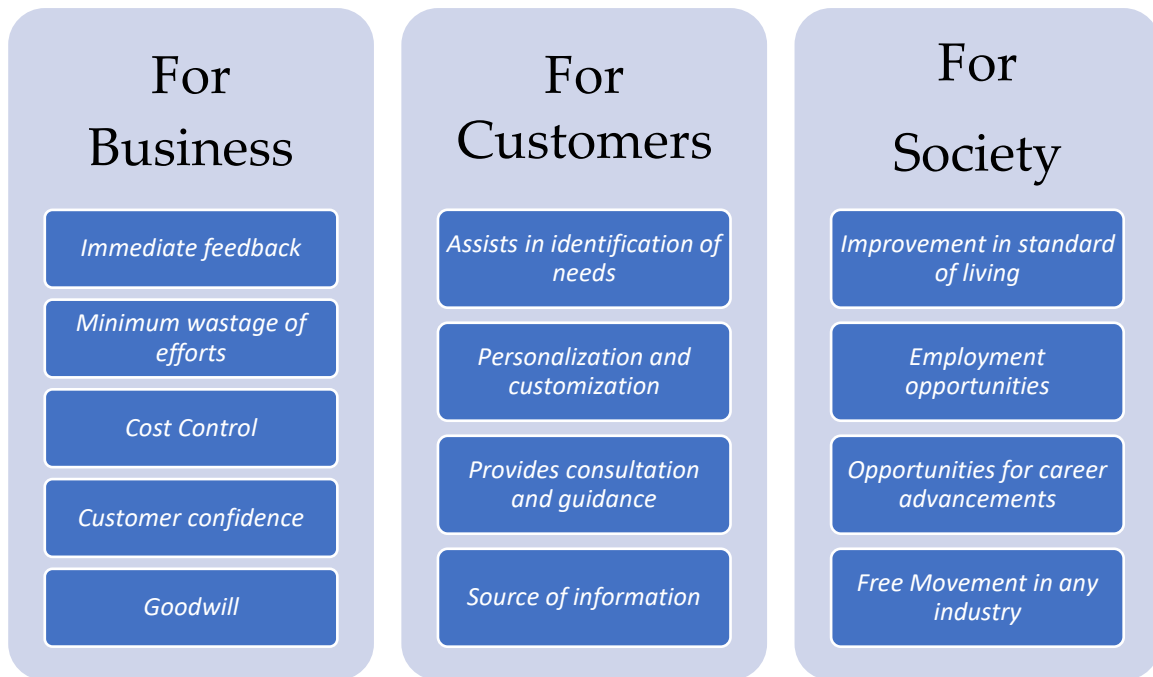 For
Business
Immediate feedback
Minimum wastage of
efforts
Cost Control
Customer confidence
Goodwill
For
Customers
Assists in identification of
needs
Personalization and
customization
Provides consultation
and guidance
Source of information
For
Society
Improvement in standard
of living
Employment
opportunities
Opportunities for career
advancements
Free Movement in any
industry